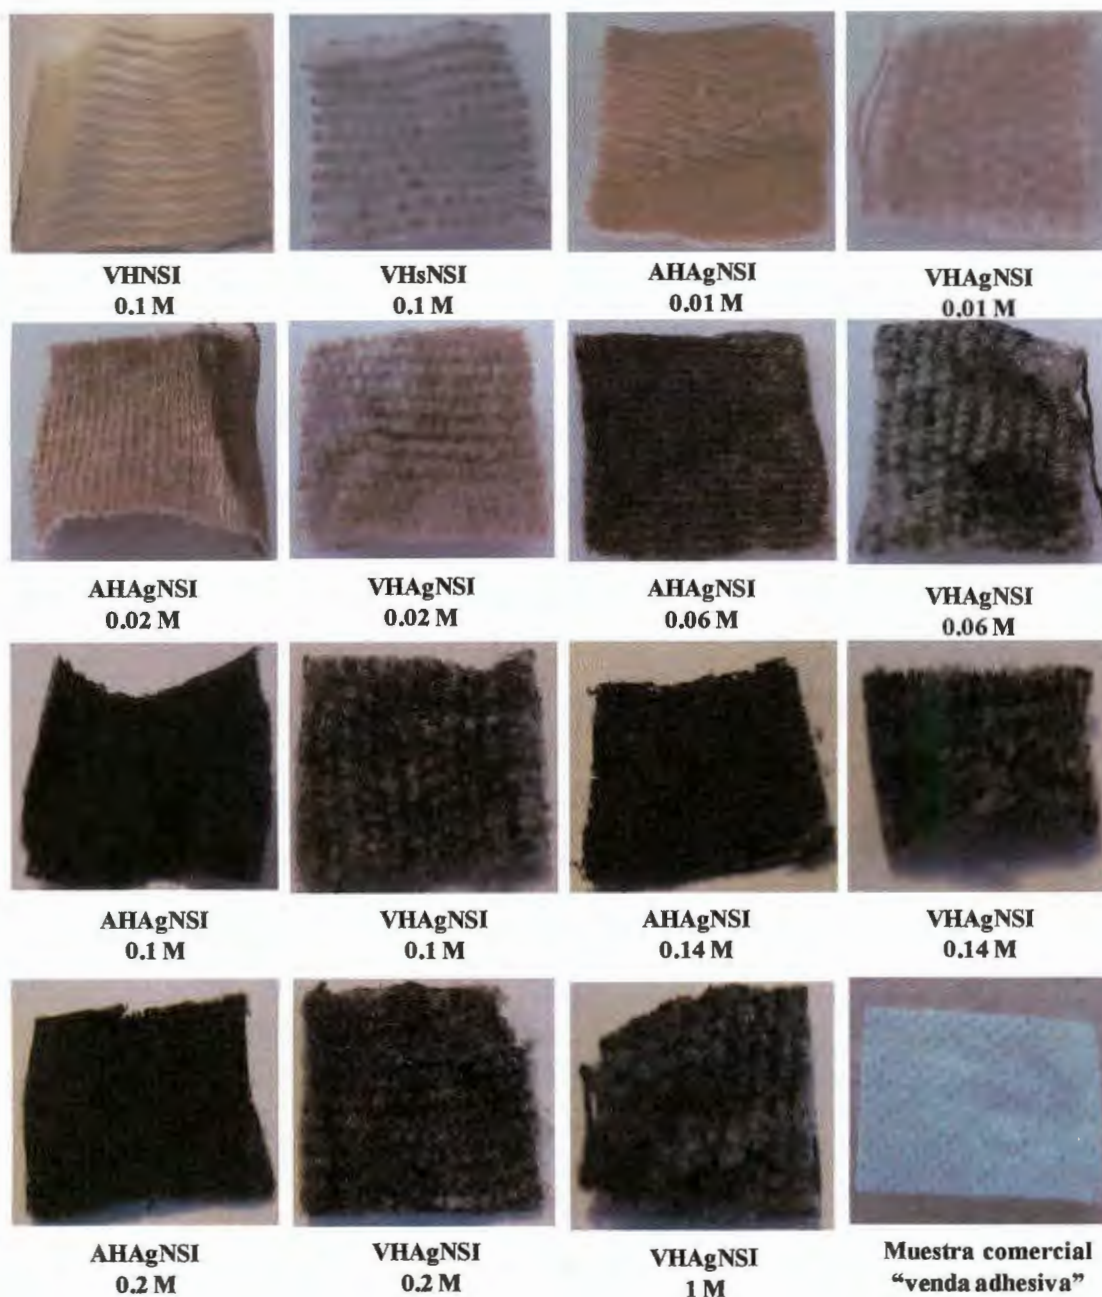 VHNSI
0.1 M
VHsNSI
0.1 M
AHAgNSI
0.01 M
VHAgNSI
0.01 M
AHAgNSI
0.02 M
VHAgNSI
0.02 M
AHAgNSI
0.06 M
VHAgNSI
0.06 M
AHAgNSI
0.1 M
VHAgNSI
0.1 M
AHAgNSI
0.14 M
VHAgNSI
0.14 M
AHAgNSI
0.2 M
VHAgNSI
0.2 M
VHAgNSI
1 M
Muestra comercial
“venda adhesiva”